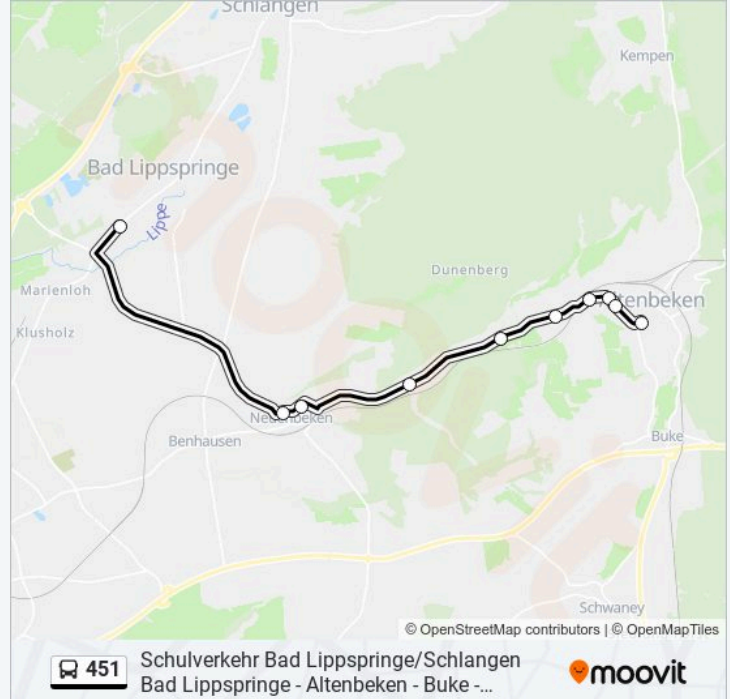 Schlangen
Kempen
Bad Lippspringe
Lippe
Dunenberg
Marienloh
Altenbeken
Klusholz
Neuenbeken
Benhausen
Buke
Schwaney
© OpenStreetMap contributors | © OpenMapTiles
451
Schulverkehr Bad Lippspringe/Schlangen
Bad Lippspringe - Altenbeken - Buke -...
moovit